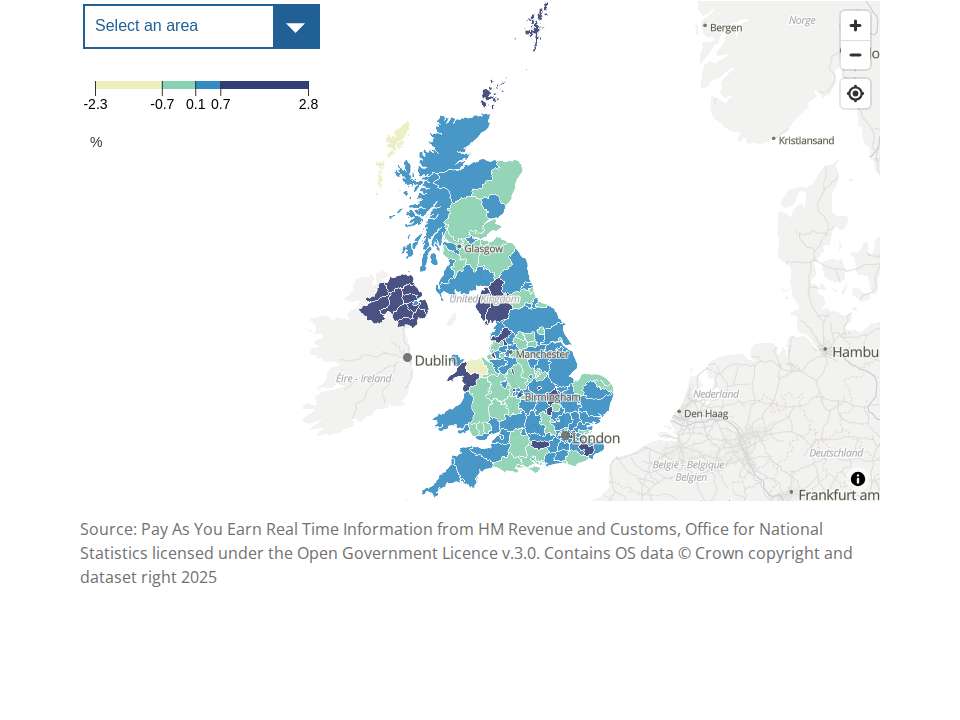 Select an area
-2.3 -0.7 0.1 0.7 2.8
%
Norge
Bergen
Kristiansand
Glasgow
United Kingdom
Manchester
Dublin
Éire - Ireland
Hambu
Nederland
Birmingham
Den Haag
London
Deutschland
België - Belgique
Belgien
Frankfurt am
Source: Pay As You Earn Real Time Information from HM Revenue and Customs, Office for National
Statistics licensed under the Open Government Licence v.3.0. Contains OS data © Crown copyright and
dataset right 2025